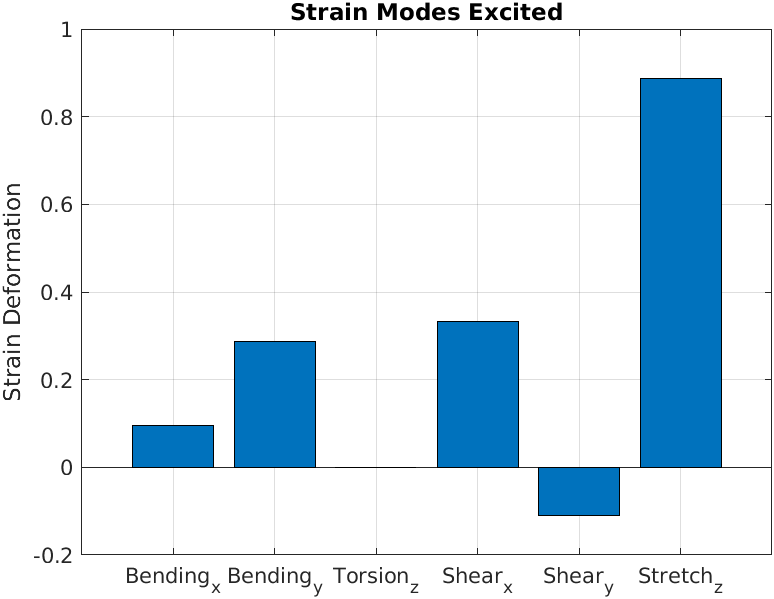 Strain Modes Excited
Strain Deformation
1
0.8
0.6
0.4
0.2
0
-0.2
Bending_x Bending_y Torsion_z Shear_x Shear_y Stretch_z